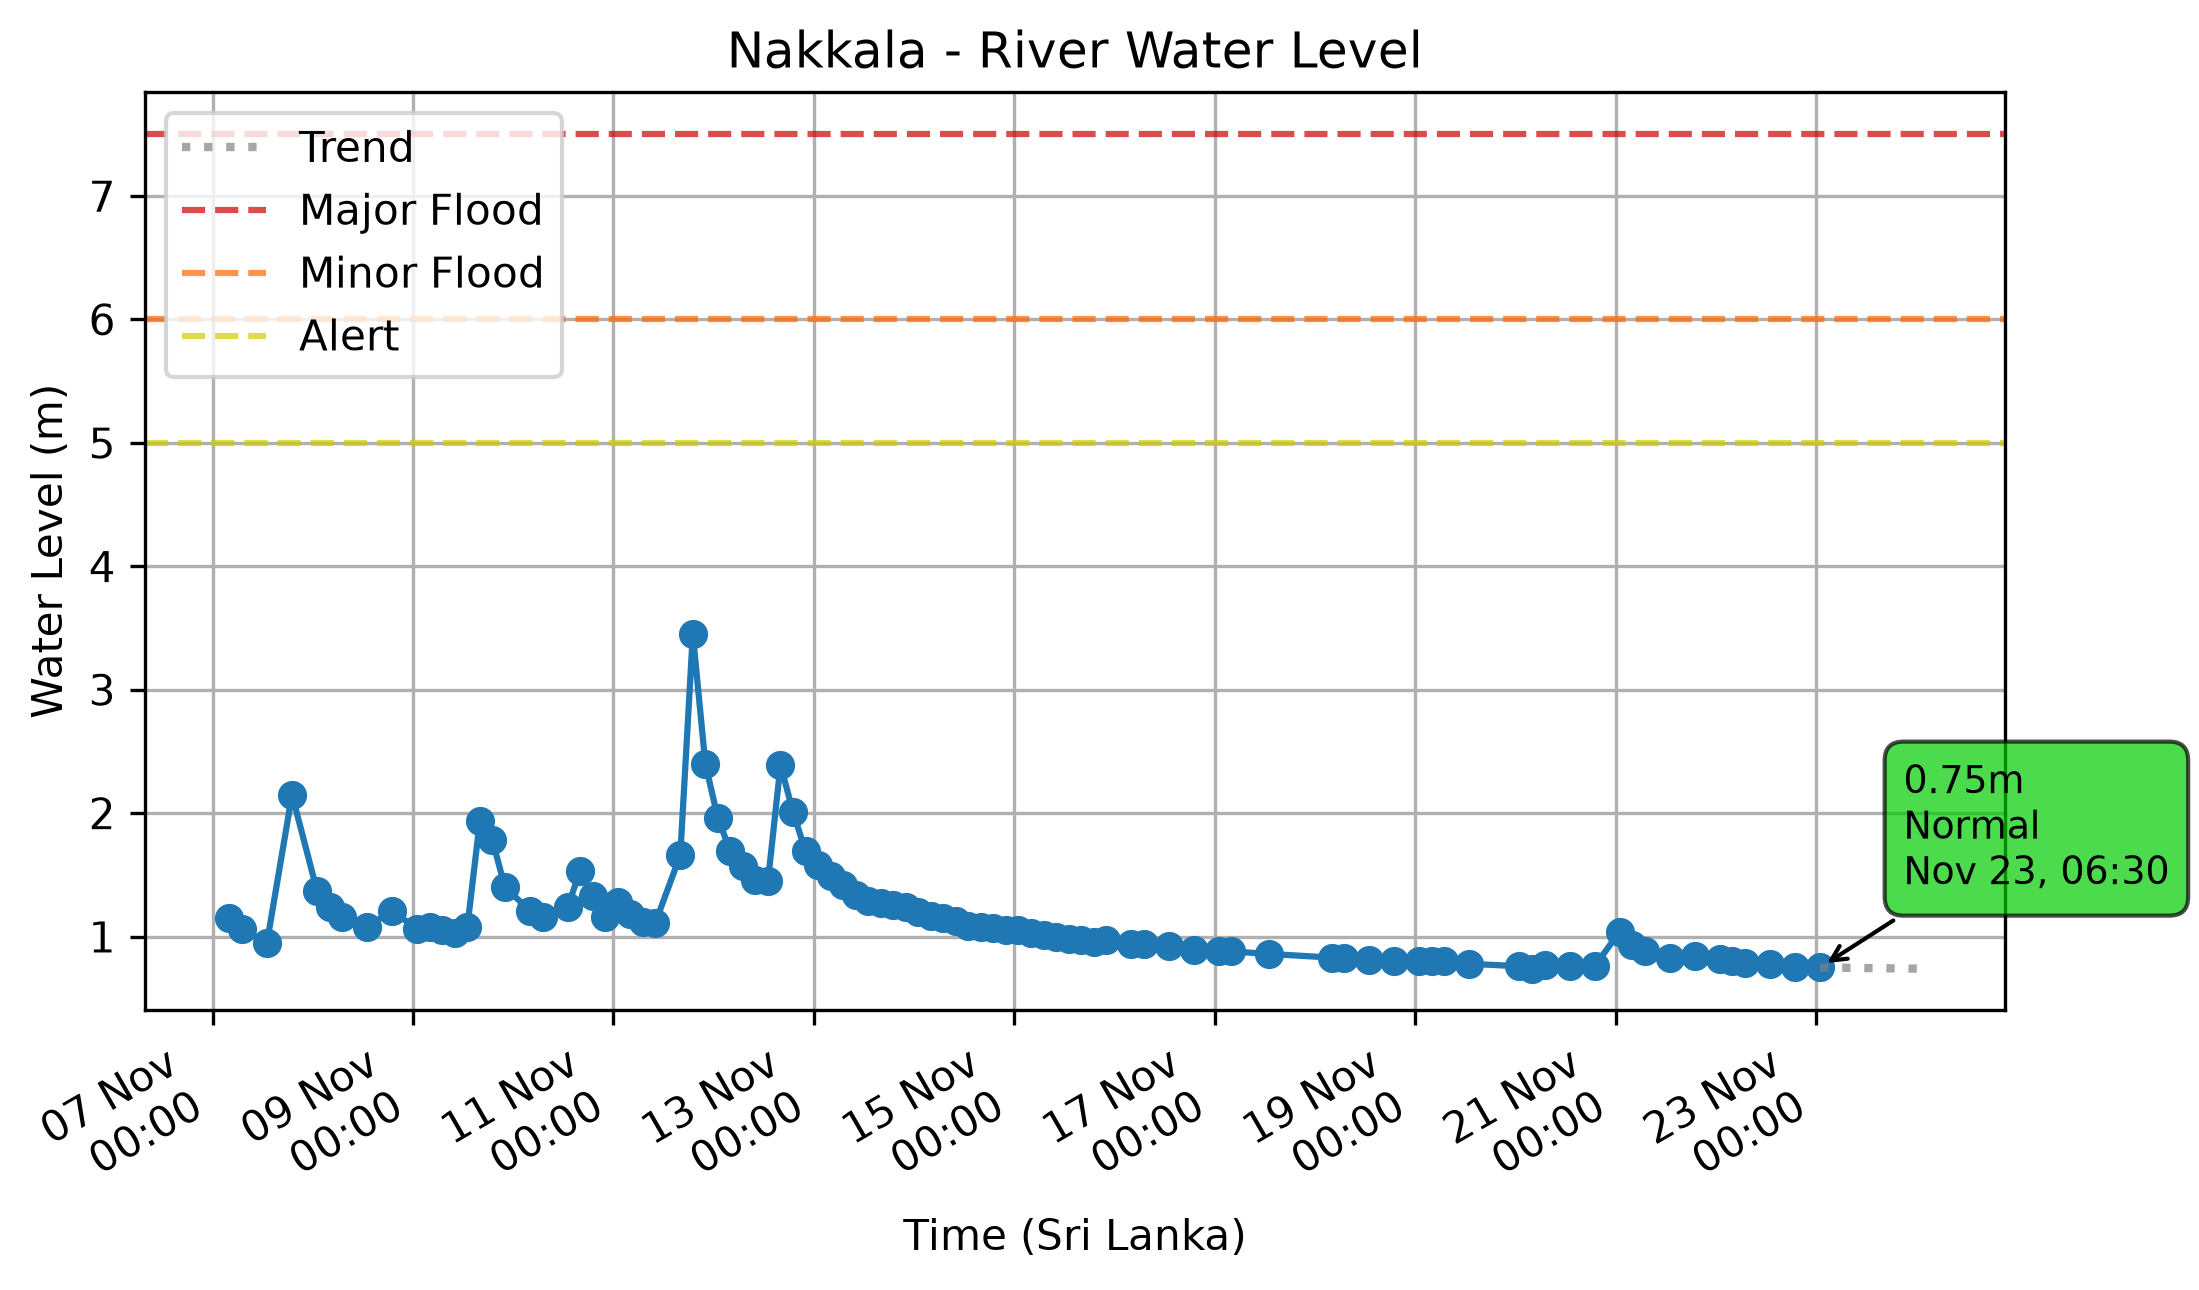 Nakkala - River Water Level
Trend
Major Flood
Minor Flood
Alert
Water Level (m)
7
6
5
4
3
2
1
0.75m
Normal
Nov 23, 06:30
07 Nov
00:00
09 Nov
00:00
11 Nov
00:00
13 Nov
00:00
15 Nov
00:00
17 Nov
00:00
19 Nov
00:00
21 Nov
00:00
23 Nov
00:00
Time (Sri Lanka)